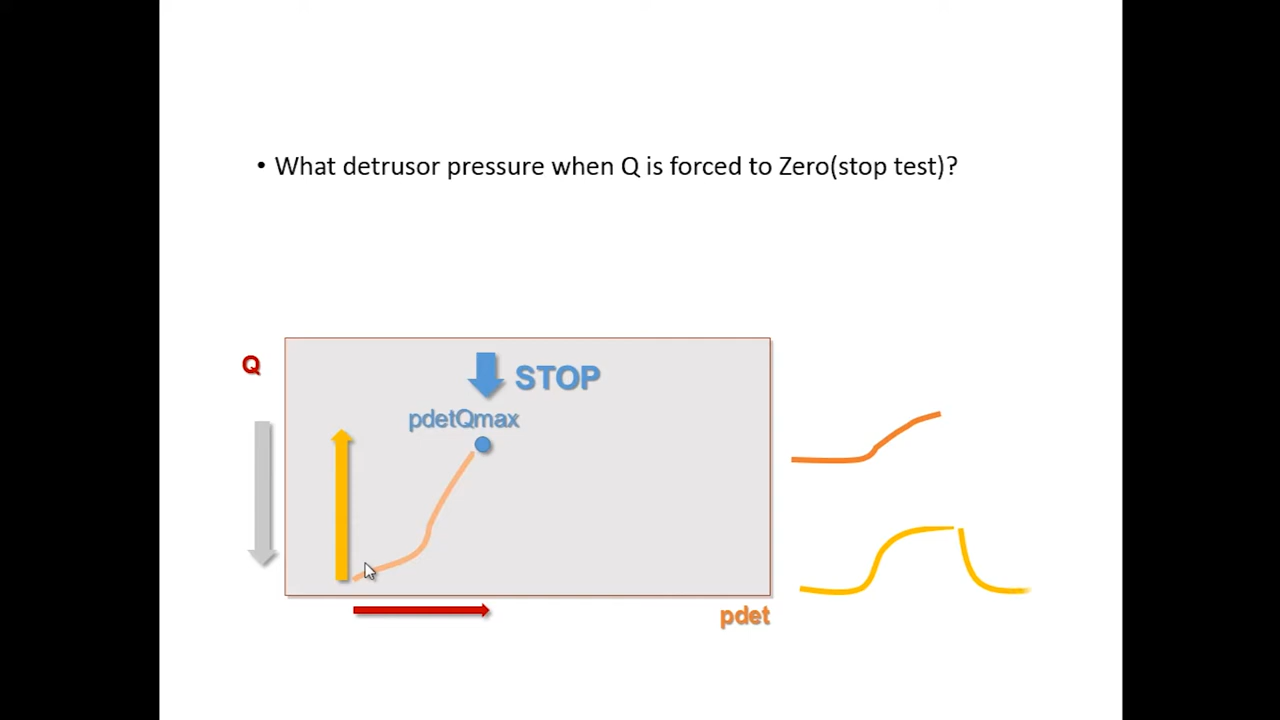 • What detrusor pressure when Q is forced to Zero(stop test)?
Q
STOP
pdetQmax
pdet